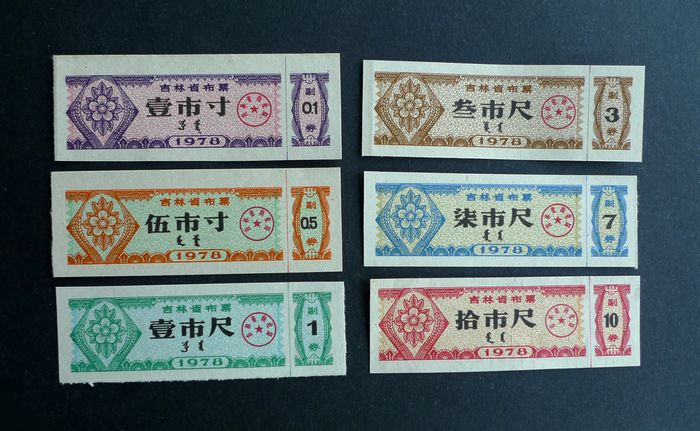 吉林省布票
壹市寸
1978
副
0.1
券
吉林省布票
伍市寸
1978
副
0.5
券
吉林省布票
壹市尺
1978
副
1
券
吉林省布票
叁市尺
1978
副
3
券
吉林省布票
柒市尺
1978
副
7
券
吉林省布票
拾市尺
1978
副
10
券